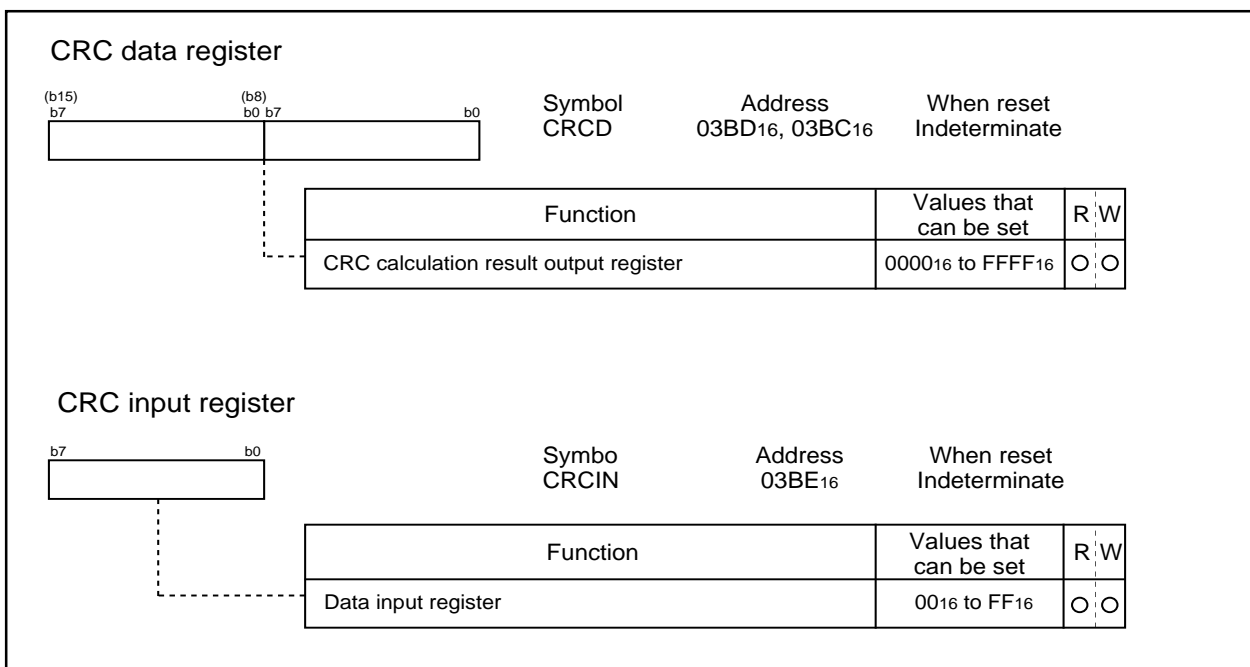 CRC data register
(b15) (b8)
b7 b0 b7 b0
Symbol Address When reset
CRCD 03BD16, 03BC16 Indeterminate
Function Values that can be set R W
CRC calculation result output register 000016 to FFFF16 O O
CRC input register
b7 b0
Symbo Address When reset
CRCIN 03BE16 Indeterminate
Function Values that can be set R W
Data input register 0016 to FF16 O O